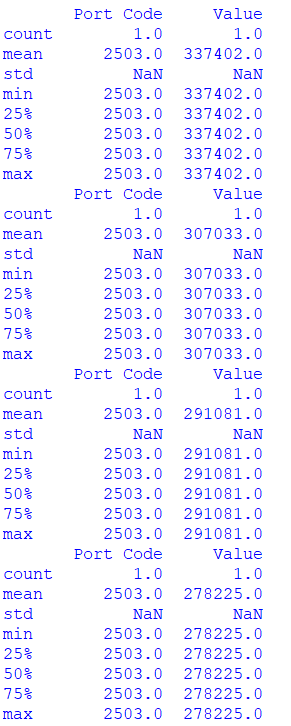 Port Code     Value
count        1.0       1.0
mean      2503.0  337402.0
std          NaN       NaN
min       2503.0  337402.0
25%       2503.0  337402.0
50%       2503.0  337402.0
75%       2503.0  337402.0
max       2503.0  337402.0
       Port Code     Value
count        1.0       1.0
mean      2503.0  307033.0
std          NaN       NaN
min       2503.0  307033.0
25%       2503.0  307033.0
50%       2503.0  307033.0
75%       2503.0  307033.0
max       2503.0  307033.0
       Port Code     Value
count        1.0       1.0
mean      2503.0  291081.0
std          NaN       NaN
min       2503.0  291081.0
25%       2503.0  291081.0
50%       2503.0  291081.0
75%       2503.0  291081.0
max       2503.0  291081.0
       Port Code     Value
count        1.0       1.0
mean      2503.0  278225.0
std          NaN       NaN
min       2503.0  278225.0
25%       2503.0  278225.0
50%       2503.0  278225.0
75%       2503.0  278225.0
max       2503.0  278225.0